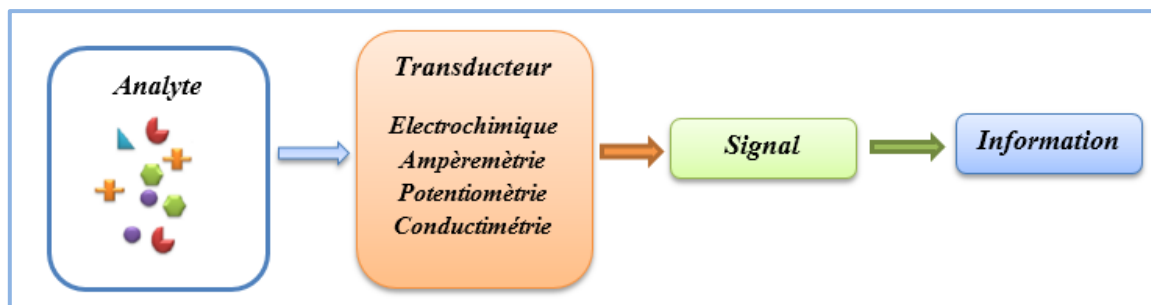 Analyte
Transducteur
Electrochimique
Ampèremètrie
Potentiomètrie
Conductimétrie
Signal
Information